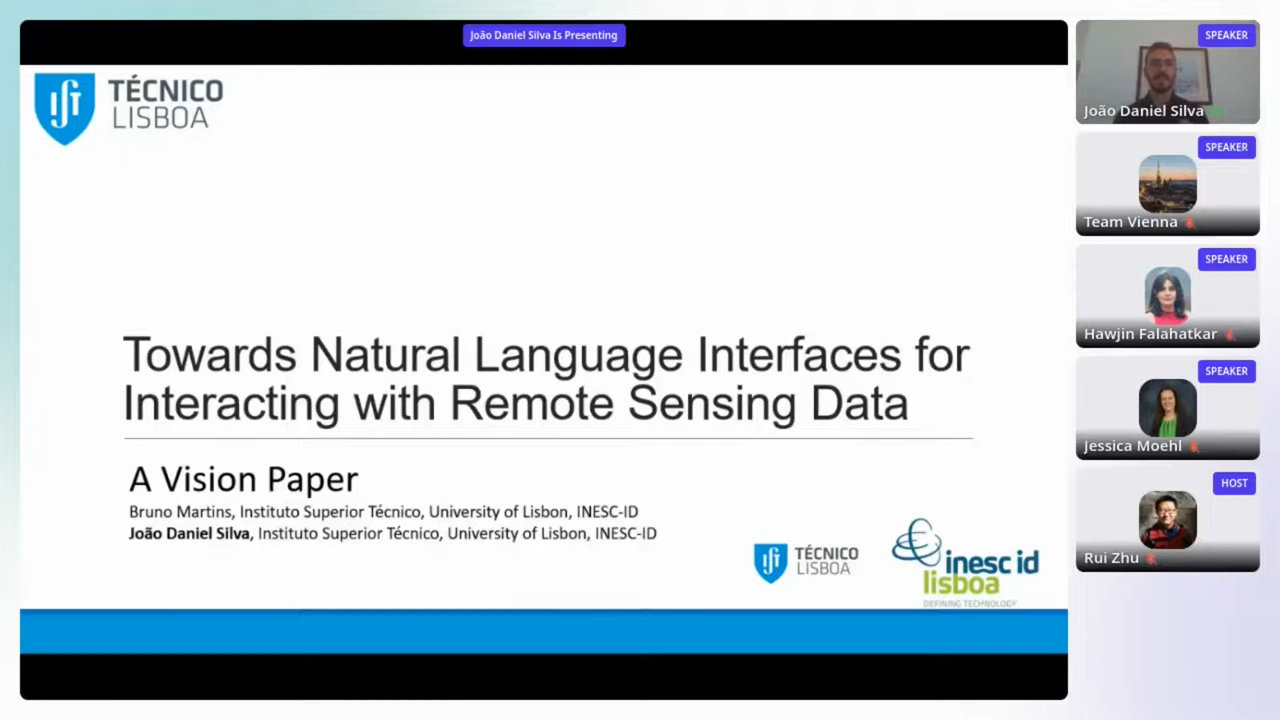 João Daniel Silva Is Presenting
TÉCNICO
LISBOA
Towards Natural Language Interfaces for
Interacting with Remote Sensing Data
A Vision Paper
Bruno Martins, Instituto Superior Técnico, University of Lisbon, INESC-ID
João Daniel Silva, Instituto Superior Técnico, University of Lisbon, INESC-ID
TÉCNICO
LISBOA
inesc id
lisboa
DEFINING TECHNOLOGY
SPEAKER
João Daniel Silva
SPEAKER
Team Vienna
SPEAKER
Hawjin Falahatkar
SPEAKER
Jessica Moehl
HOST
Rui Zhu